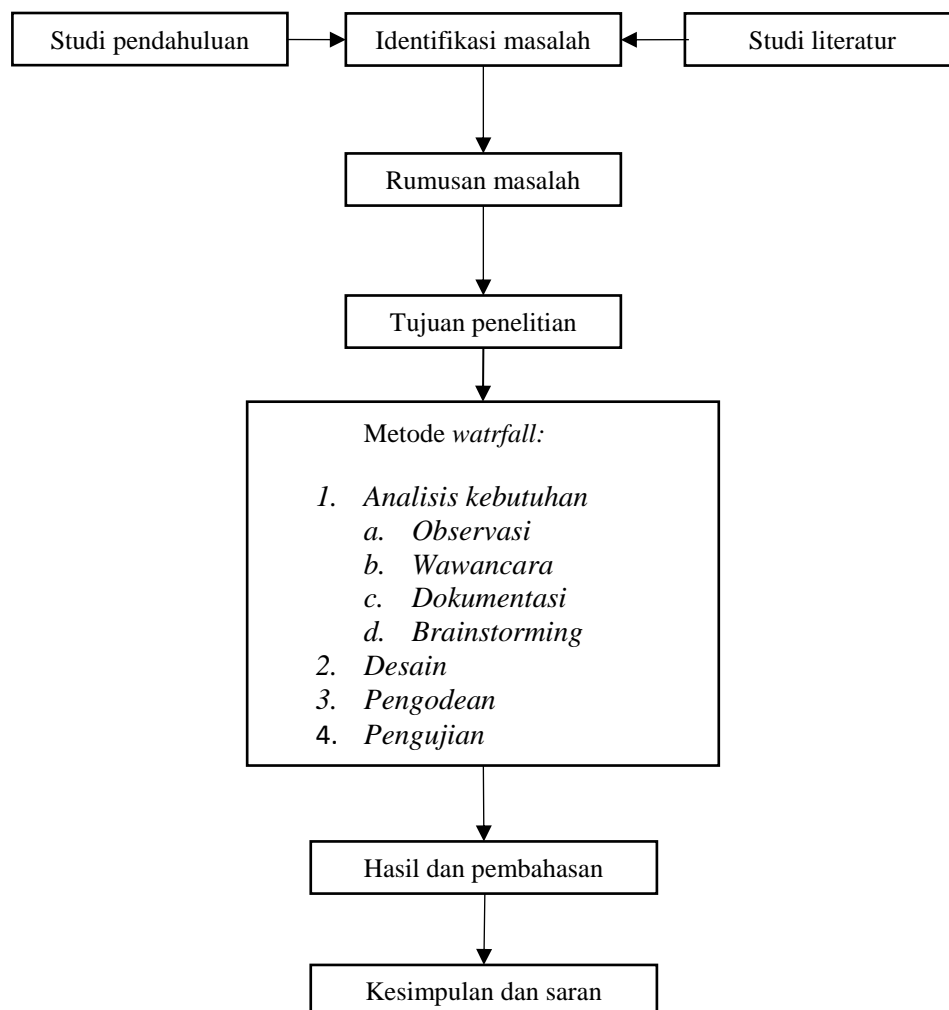 Studi pendahuluan
Identifikasi masalah
Studi literatur
Rumusan masalah
Tujuan penelitian
Metode watrfall:
1. Analisis kebutuhan
a. Observasi
b. Wawancara
c. Dokumentasi
d. Brainstorming
2. Desain
3. Pengodean
4. Pengujian
Hasil dan pembahasan
Kesimpulan dan saran